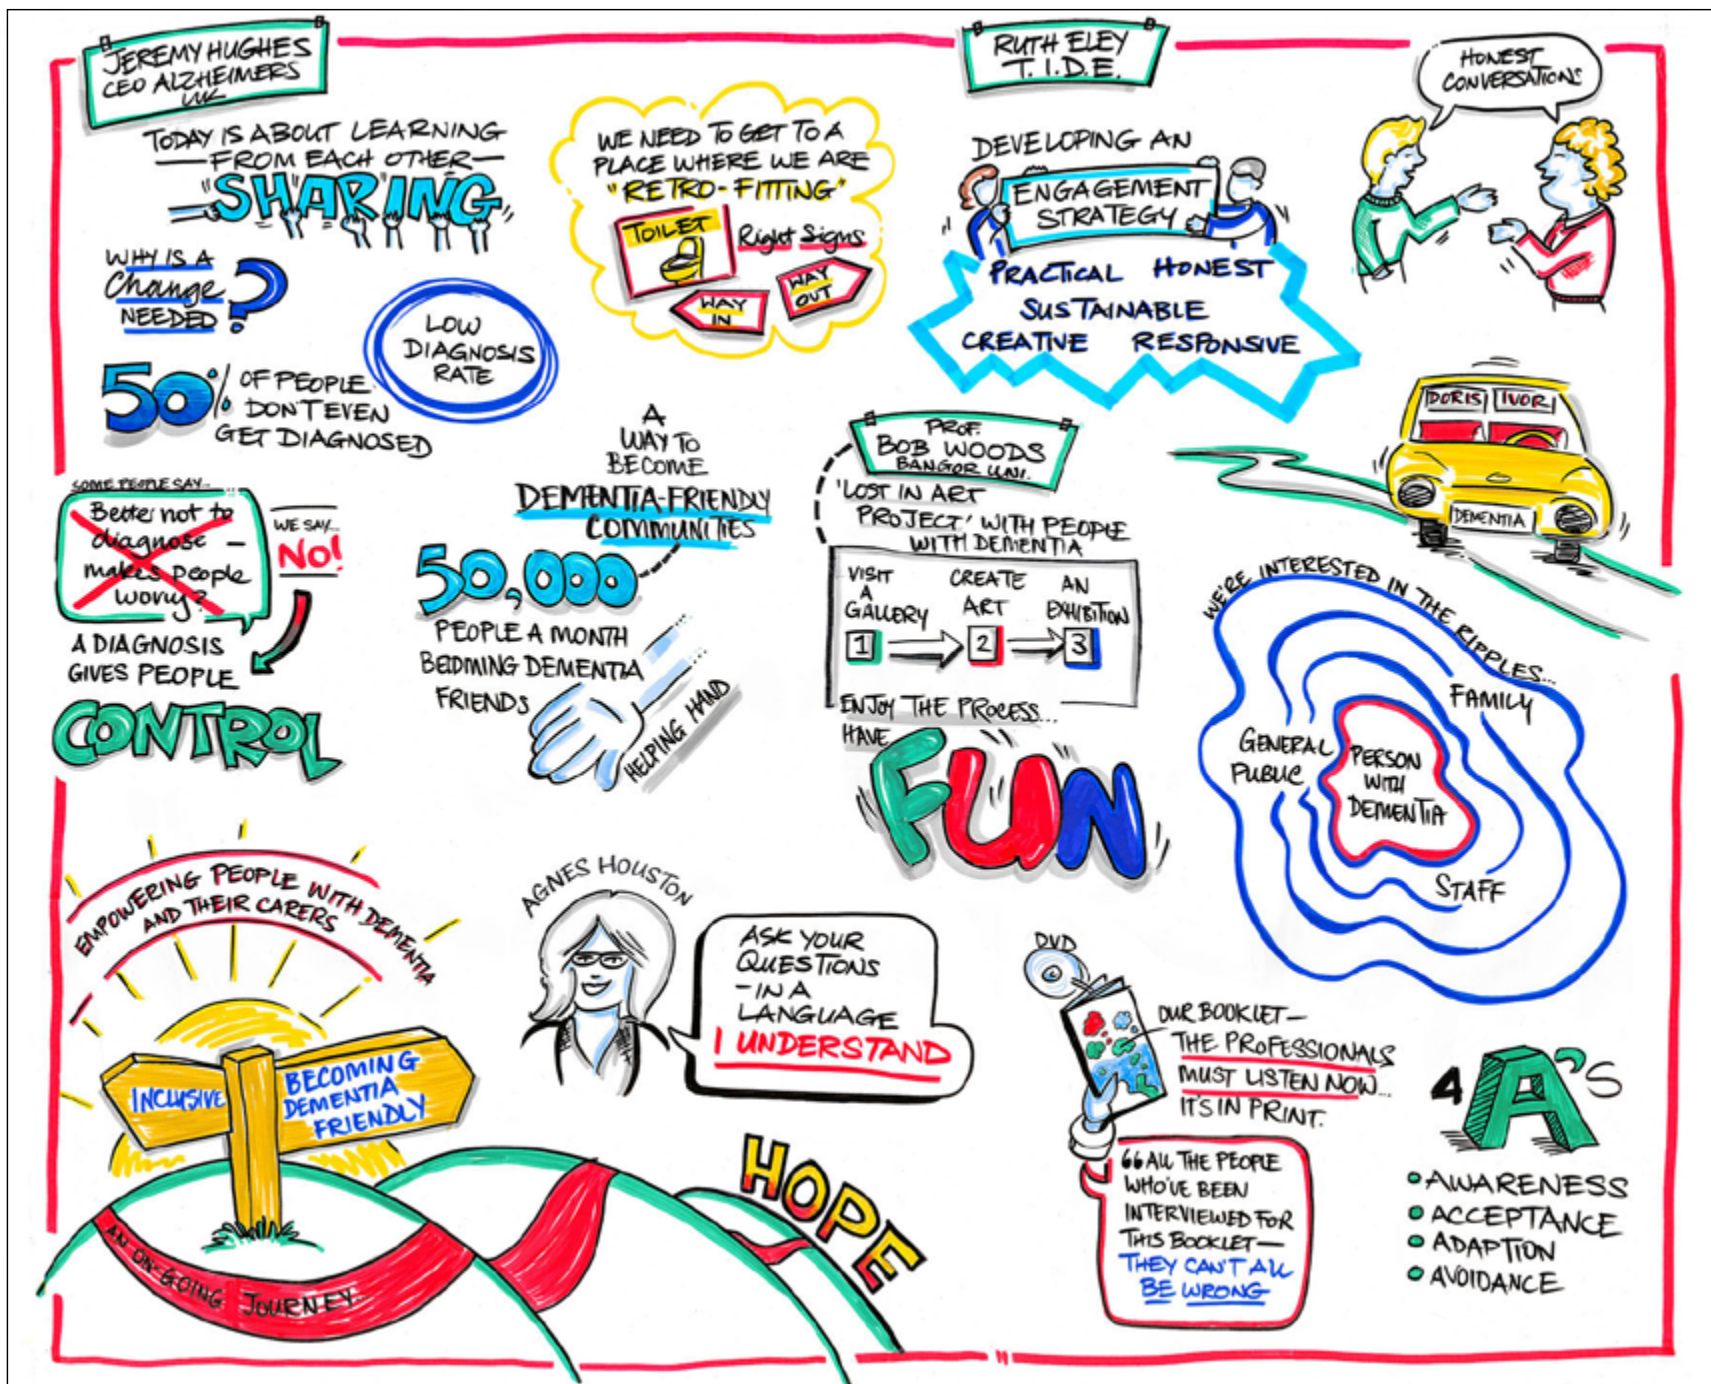 JEREMY HUGHES
CEO ALZHEIMERS
UK
TODAY IS ABOUT LEARNING
—FROM EACH OTHER—
"SHARING"
WHY IS A
Change
NEEDED?
LOW
DIAGNOSIS
RATE
50% OF PEOPLE
DON'T EVEN
GET DIAGNOSED
SOME PEOPLE SAY...
Better not to
diagnose —
makes people
worry?
WE SAY...
NO!
A DIAGNOSIS
GIVES PEOPLE
CONTROL
WE NEED TO GET TO A
PLACE WHERE WE ARE
"RETRO-FITTING"
TOILET
Right Signs
WAY
IN
WAY
OUT
A
WAY TO
BECOME
DEMENTIA-FRIENDLY
COMMUNITIES
50,000
PEOPLE A MONTH
BECOMING DEMENTIA
FRIENDS
HELPING HAND
RUTH ELEY
T.I.D.E.
DEVELOPING AN
ENGAGEMENT
STRATEGY
PRACTICAL HONEST
SUSTAINABLE
CREATIVE RESPONSIVE
HONEST
CONVERSATIONS
DORIS IVOR
DEMENTIA
PROF.
BOB WOODS
BANGOR UNI.
'LOST IN ART
PROJECT' WITH PEOPLE
WITH DEMENTIA
VISIT
A
GALLERY
1
CREATE
ART
2
AN
EXHIBITION
3
ENJOY THE PROCESS...
HAVE
FUN
WE'RE INTERESTED IN THE RIPPLES...
FAMILY
GENERAL
PUBLIC
PERSON
WITH
DEMENTIA
STAFF
EMPOWERING PEOPLE WITH DEMENTIA
AND THEIR CARERS
INCLUSIVE
BECOMING
DEMENTIA
FRIENDLY
AN ON-GOING JOURNEY...
HOPE
AGNES HOUSTON
ASK YOUR
QUESTIONS
-IN A
LANGUAGE
I UNDERSTAND
DVD
OUR BOOKLET—
THE PROFESSIONALS
MUST LISTEN NOW...
IT'S IN PRINT.
"ALL THE PEOPLE
WHO'VE BEEN
INTERVIEWED FOR
THIS BOOKLET—
THEY CAN'T ALL
BE WRONG
4 A'S
• AWARENESS
• ACCEPTANCE
• ADAPTION
• AVOIDANCE